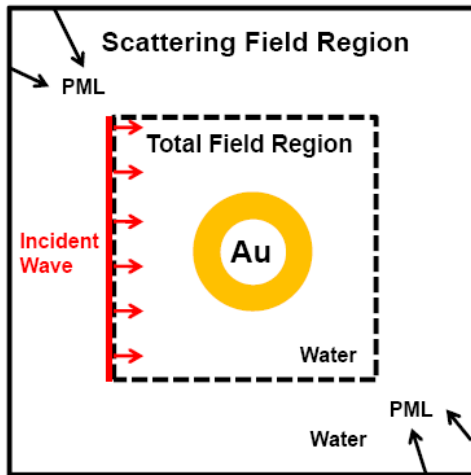 Scattering Field Region
PML
Total Field Region
Incident
Wave
Au
Water
PML
Water